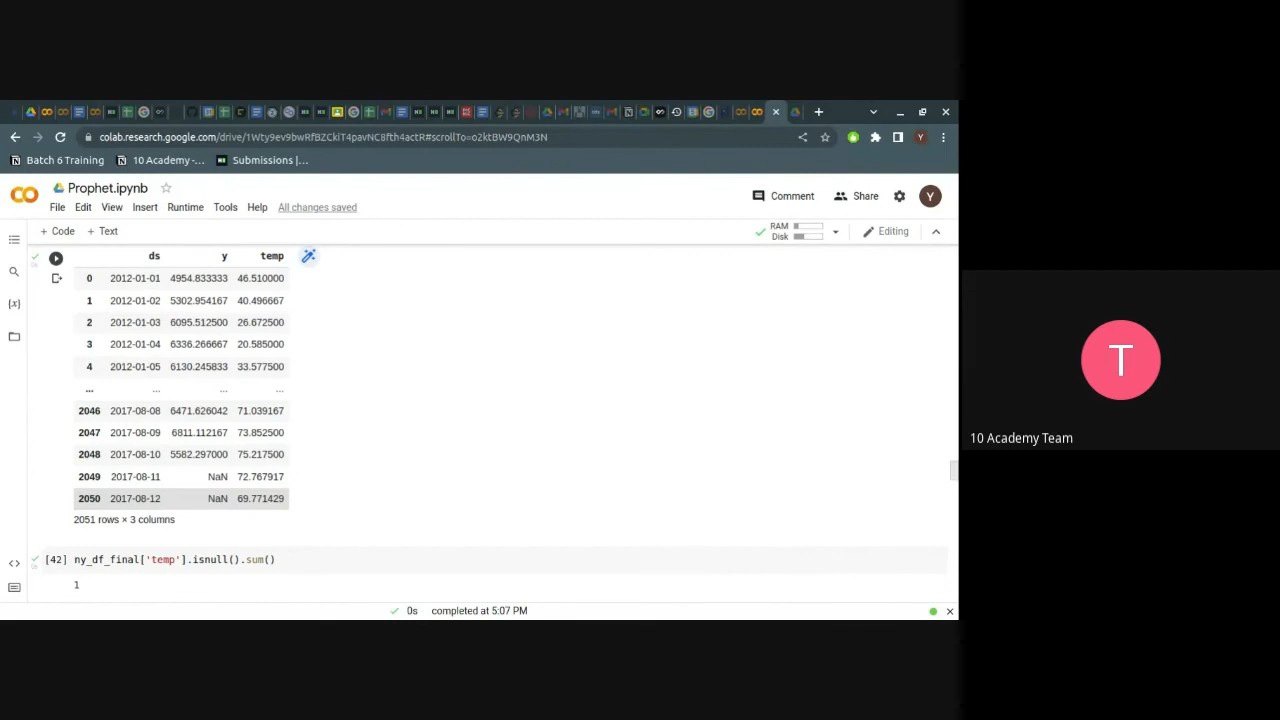 colab.research.google.com/drive/1Wty9ev9bwRfBZCkiT4pavNC8fth4actR#scrollTo=o2ktBW9QnM3N
Y
Batch 6 Training
10 Academy -...
Submissions |...
Prophet.ipynb
Comment
Share
Y
File Edit View Insert Runtime Tools Help All changes saved
+ Code + Text
RAM
Disk
Editing
ds y temp
0 2012-01-01 4954.833333 46.510000
1 2012-01-02 5302.954167 40.496667
2 2012-01-03 6095.512500 26.672500
3 2012-01-04 6336.266667 20.585000
4 2012-01-05 6130.245833 33.577500
... ... ... ...
2046 2017-08-08 6471.626042 71.039167
2047 2017-08-09 6811.112167 73.852500
2048 2017-08-10 5582.297000 75.217500
2049 2017-08-11 NaN 72.767917
2050 2017-08-12 NaN 69.771429
2051 rows × 3 columns
[42] ny_df_final['temp'].isnull().sum()
0s
1
0s completed at 5:07 PM
T
10 Academy Team